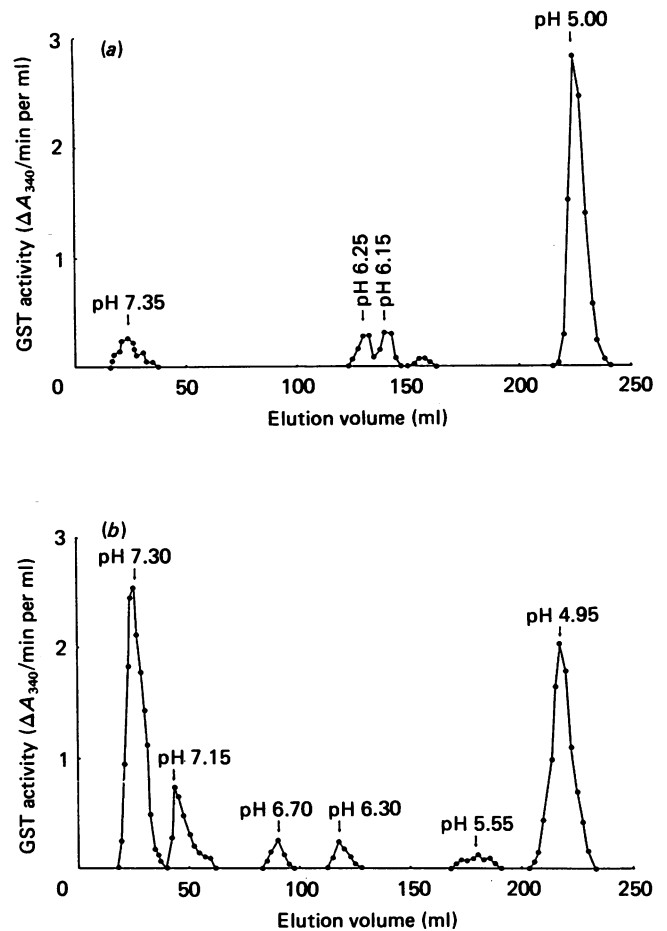 (a)
pH 5.00
3
2
1
GST activity (ΔA340/min per ml)
pH 7.35
pH 6.25
pH 6.15
0 50 100 150 200 250
Elution volume (ml)
(b)
3
2
1
GST activity (ΔA340/min per ml)
pH 7.30
pH 7.15
pH 6.70
pH 6.30
pH 5.55
pH 4.95
0 50 100 150 200 250
Elution volume (ml)